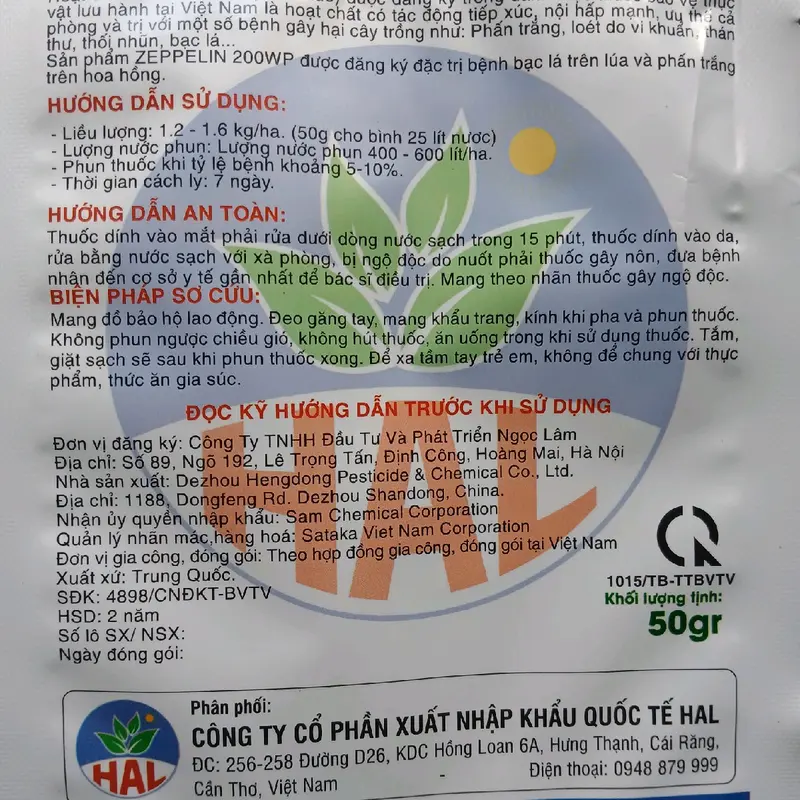 vật lưu hành tại Việt Nam là hoạt chất có tác động tiếp xúc, nội hấp mạnh, ưu thế cả
phòng và trị với một số bệnh gây hại cây trồng như: Phấn trắng, loét do vi khuẩn, thán
thư, thối nhũn, bạc lá...
Sản phẩm ZEPPELIN 200WP được đăng ký đặc trị bệnh bạc lá trên lúa và phấn trắng
trên hoa hồng.
HƯỚNG DẪN SỬ DỤNG:
- Liều lượng: 1.2 - 1.6 kg/ha. (50g cho bình 25 lít nước)
- Lượng nước phun: Lượng nước phun 400 - 600 lít/ha.
- Phun thuốc khi tỷ lệ bệnh khoảng 5-10%.
- Thời gian cách ly: 7 ngày.
HƯỚNG DẪN AN TOÀN:
Thuốc dính vào mắt phải rửa dưới dòng nước sạch trong 15 phút, thuốc dính vào da,
rửa bằng nước sạch với xà phòng, bị ngộ độc do nuốt phải thuốc gây nôn, đưa bệnh
nhận đến cơ sở y tế gần nhất để bác sĩ điều trị. Mang theo nhãn thuốc gây ngộ độc.
BIỆN PHÁP SƠ CỨU:
Mang đồ bảo hộ lao động. Đeo găng tay, mang khẩu trang, kính khi pha và phun thuốc.
Không phun ngược chiều gió, không hút thuốc, ăn uống trong khi sử dụng thuốc. Tắm,
giặt sạch sẽ sau khi phun thuốc xong. Để xa tầm tay trẻ em, không để chung với thực
phẩm, thức ăn gia súc.
ĐỌC KỸ HƯỚNG DẪN TRƯỚC KHI SỬ DỤNG
Đơn vị đăng ký: Công Ty TNHH Đầu Tư Và Phát Triển Ngọc Lâm
Địa chỉ: Số 89, Ngõ 192, Lê Trọng Tấn, Định Công, Hoàng Mai, Hà Nội
Nhà sản xuất: Dezhou Hengdong Pesticide & Chemical Co., Ltd.
Địa chỉ: 1188, Dongfeng Rd. Dezhou Shandong, China.
Nhận ủy quyền nhập khẩu: Sam Chemical Corporation
Quản lý nhãn mác,hàng hoá: Sataka Viet Nam Corporation
Đơn vị gia công, đóng gói: Theo hợp đồng gia công, đóng gói tại Việt Nam
Xuất xứ: Trung Quốc.
SĐK: 4898/CNĐKT-BVTV
HSD: 2 năm
Số lô SX/ NSX:
Ngày đóng gói:
HAL
1015/TB-TTBVTV
Khối lượng tịnh:
50gr
HAL
Phân phối:
CÔNG TY CỔ PHẦN XUẤT NHẬP KHẨU QUỐC TẾ HAL
ĐC: 256-258 Đường D26, KDC Hồng Loan 6A, Hưng Thạnh, Cái Răng,
Cần Thơ, Việt Nam - Điện thoại: 0948 879 999